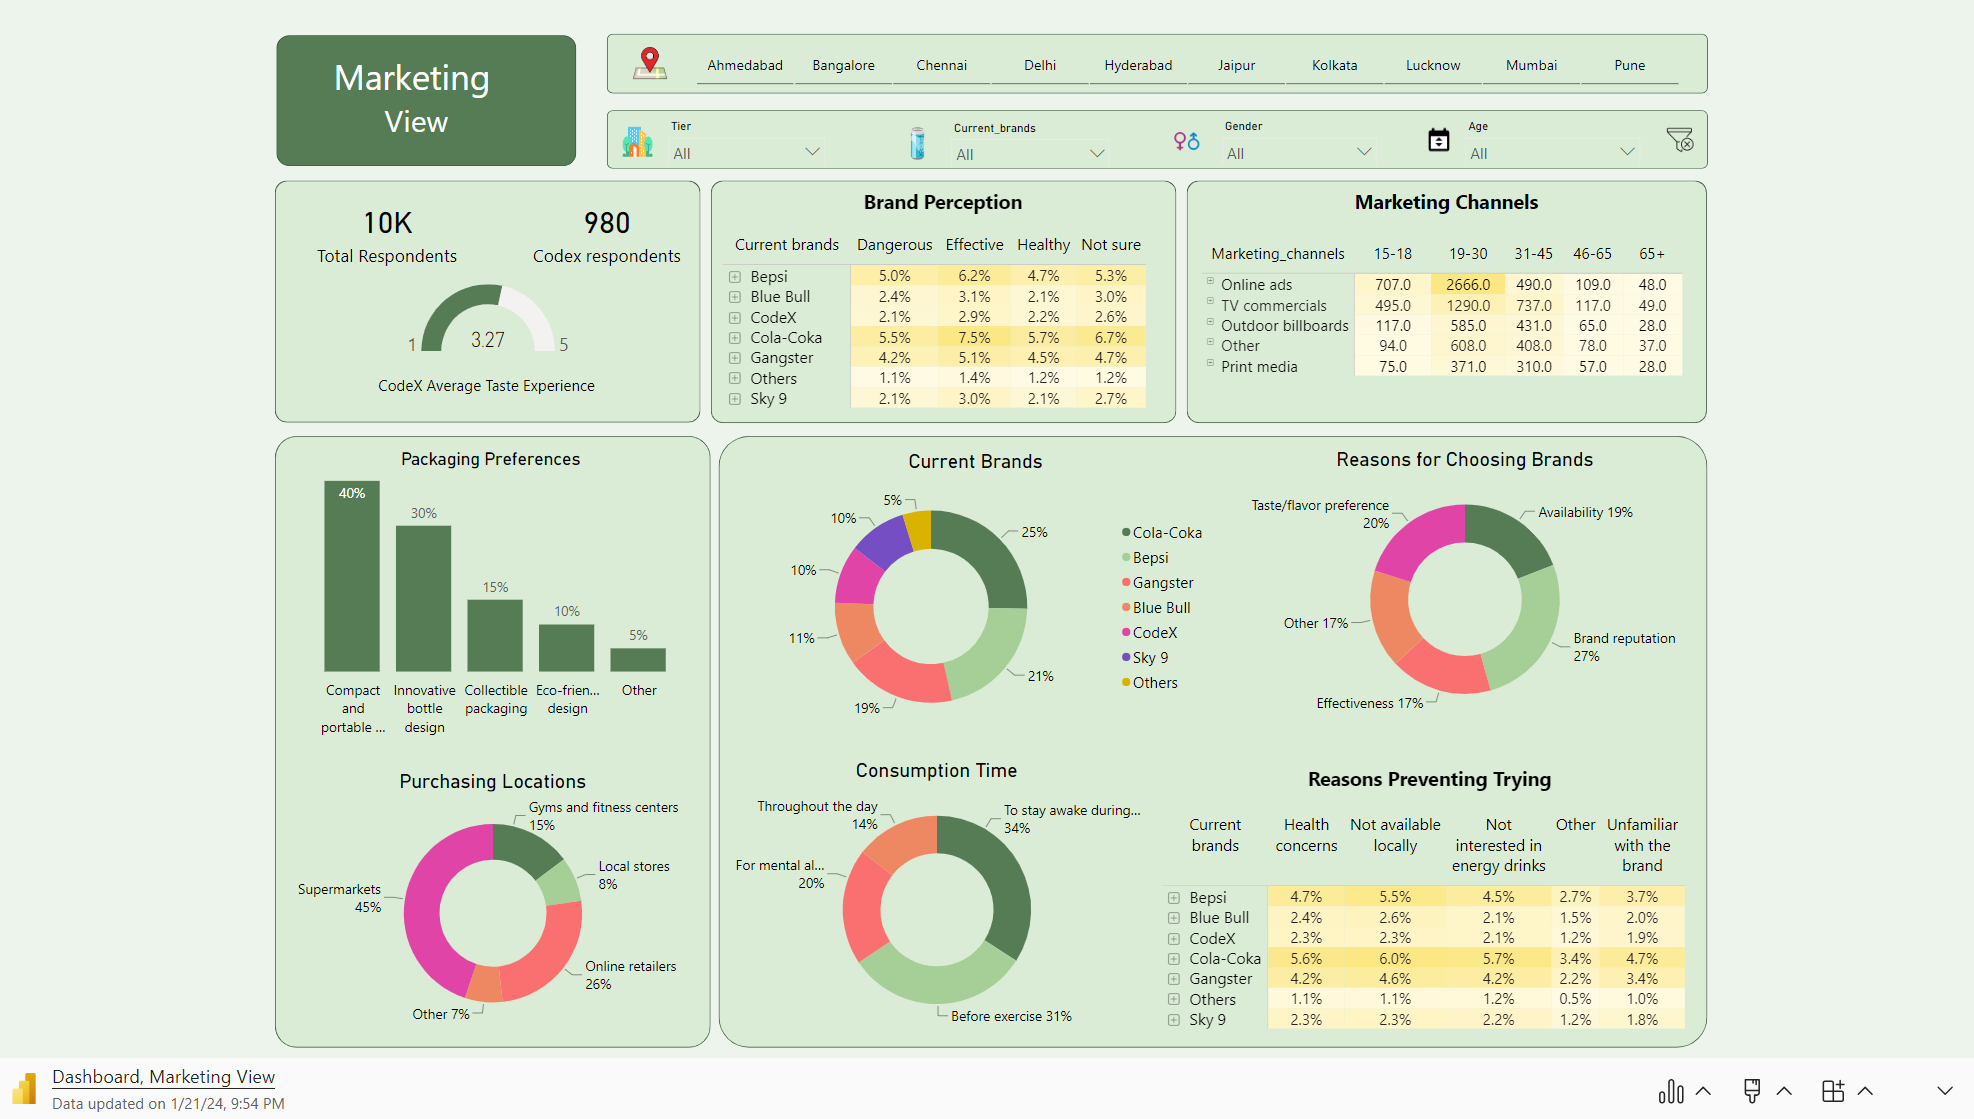 Marketing
View
Ahmedabad Bangalore Chennai Delhi Hyderabad Jaipur Kolkata Lucknow Mumbai Pune
Tier Current_brands Gender Age
All All All All
10K 980
Total Respondents Codex respondents
1 3.27 5
CodeX Average Taste Experience
Brand Perception
Current brands Dangerous Effective Healthy Not sure
Bepsi 5.0% 6.2% 4.7% 5.3%
Blue Bull 2.4% 3.1% 2.1% 3.0%
CodeX 2.1% 2.9% 2.2% 2.6%
Cola-Coka 5.5% 7.5% 5.7% 6.7%
Gangster 4.2% 5.1% 4.5% 4.7%
Others 1.1% 1.4% 1.2% 1.2%
Sky 9 2.1% 3.0% 2.1% 2.7%
Marketing Channels
Marketing_channels 15-18 19-30 31-45 46-65 65+
Online ads 707.0 2666.0 490.0 109.0 48.0
TV commercials 495.0 1290.0 737.0 117.0 49.0
Outdoor billboards 117.0 585.0 431.0 65.0 28.0
Other 94.0 608.0 408.0 78.0 37.0
Print media 75.0 371.0 310.0 57.0 28.0
Packaging Preferences
40%
30%
15%
10%
5%
Compact Innovative Collectible Eco-frien... Other
and bottle packaging design
portable ... design
Purchasing Locations
Gyms and fitness centers
15%
Local stores
8%
Supermarkets
45%
Online retailers
26%
Other 7%
Current Brands
5%
10%
25%
10%
11%
21%
19%
Cola-Coka
Bepsi
Gangster
Blue Bull
CodeX
Sky 9
Others
Reasons for Choosing Brands
Taste/flavor preference
20%
Availability 19%
Other 17%
Brand reputation
27%
Effectiveness 17%
Consumption Time
Throughout the day
14%
To stay awake during...
34%
For mental al...
20%
Before exercise 31%
Reasons Preventing Trying
Current Health Not available Not Other Unfamiliar
brands concerns locally interested in with the
energy drinks brand
Bepsi 4.7% 5.5% 4.5% 2.7% 3.7%
Blue Bull 2.4% 2.6% 2.1% 1.5% 2.0%
CodeX 2.3% 2.3% 2.1% 1.2% 1.9%
Cola-Coka 5.6% 6.0% 5.7% 3.4% 4.7%
Gangster 4.2% 4.6% 4.2% 2.2% 3.4%
Others 1.1% 1.1% 1.2% 0.5% 1.0%
Sky 9 2.3% 2.3% 2.2% 1.2% 1.8%
Dashboard, Marketing View
Data updated on 1/21/24, 9:54 PM